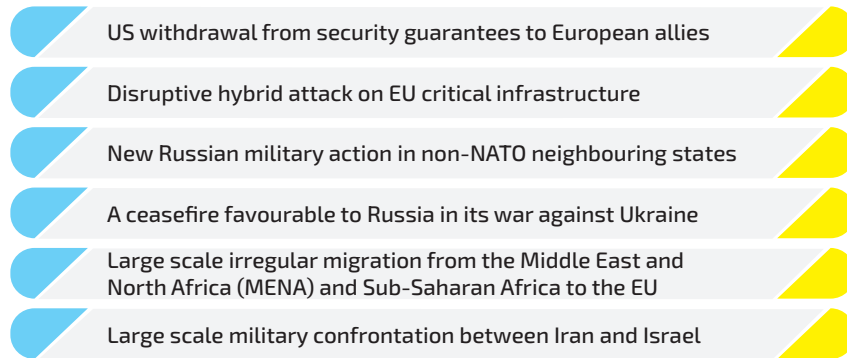 US withdrawal from security guarantees to European allies
Disruptive hybrid attack on EU critical infrastructure
New Russian military action in non-NATO neighbouring states
A ceasefire favourable to Russia in its war against Ukraine
Large scale irregular migration from the Middle East and
North Africa (MENA) and Sub-Saharan Africa to the EU
Large scale military confrontation between Iran and Israel